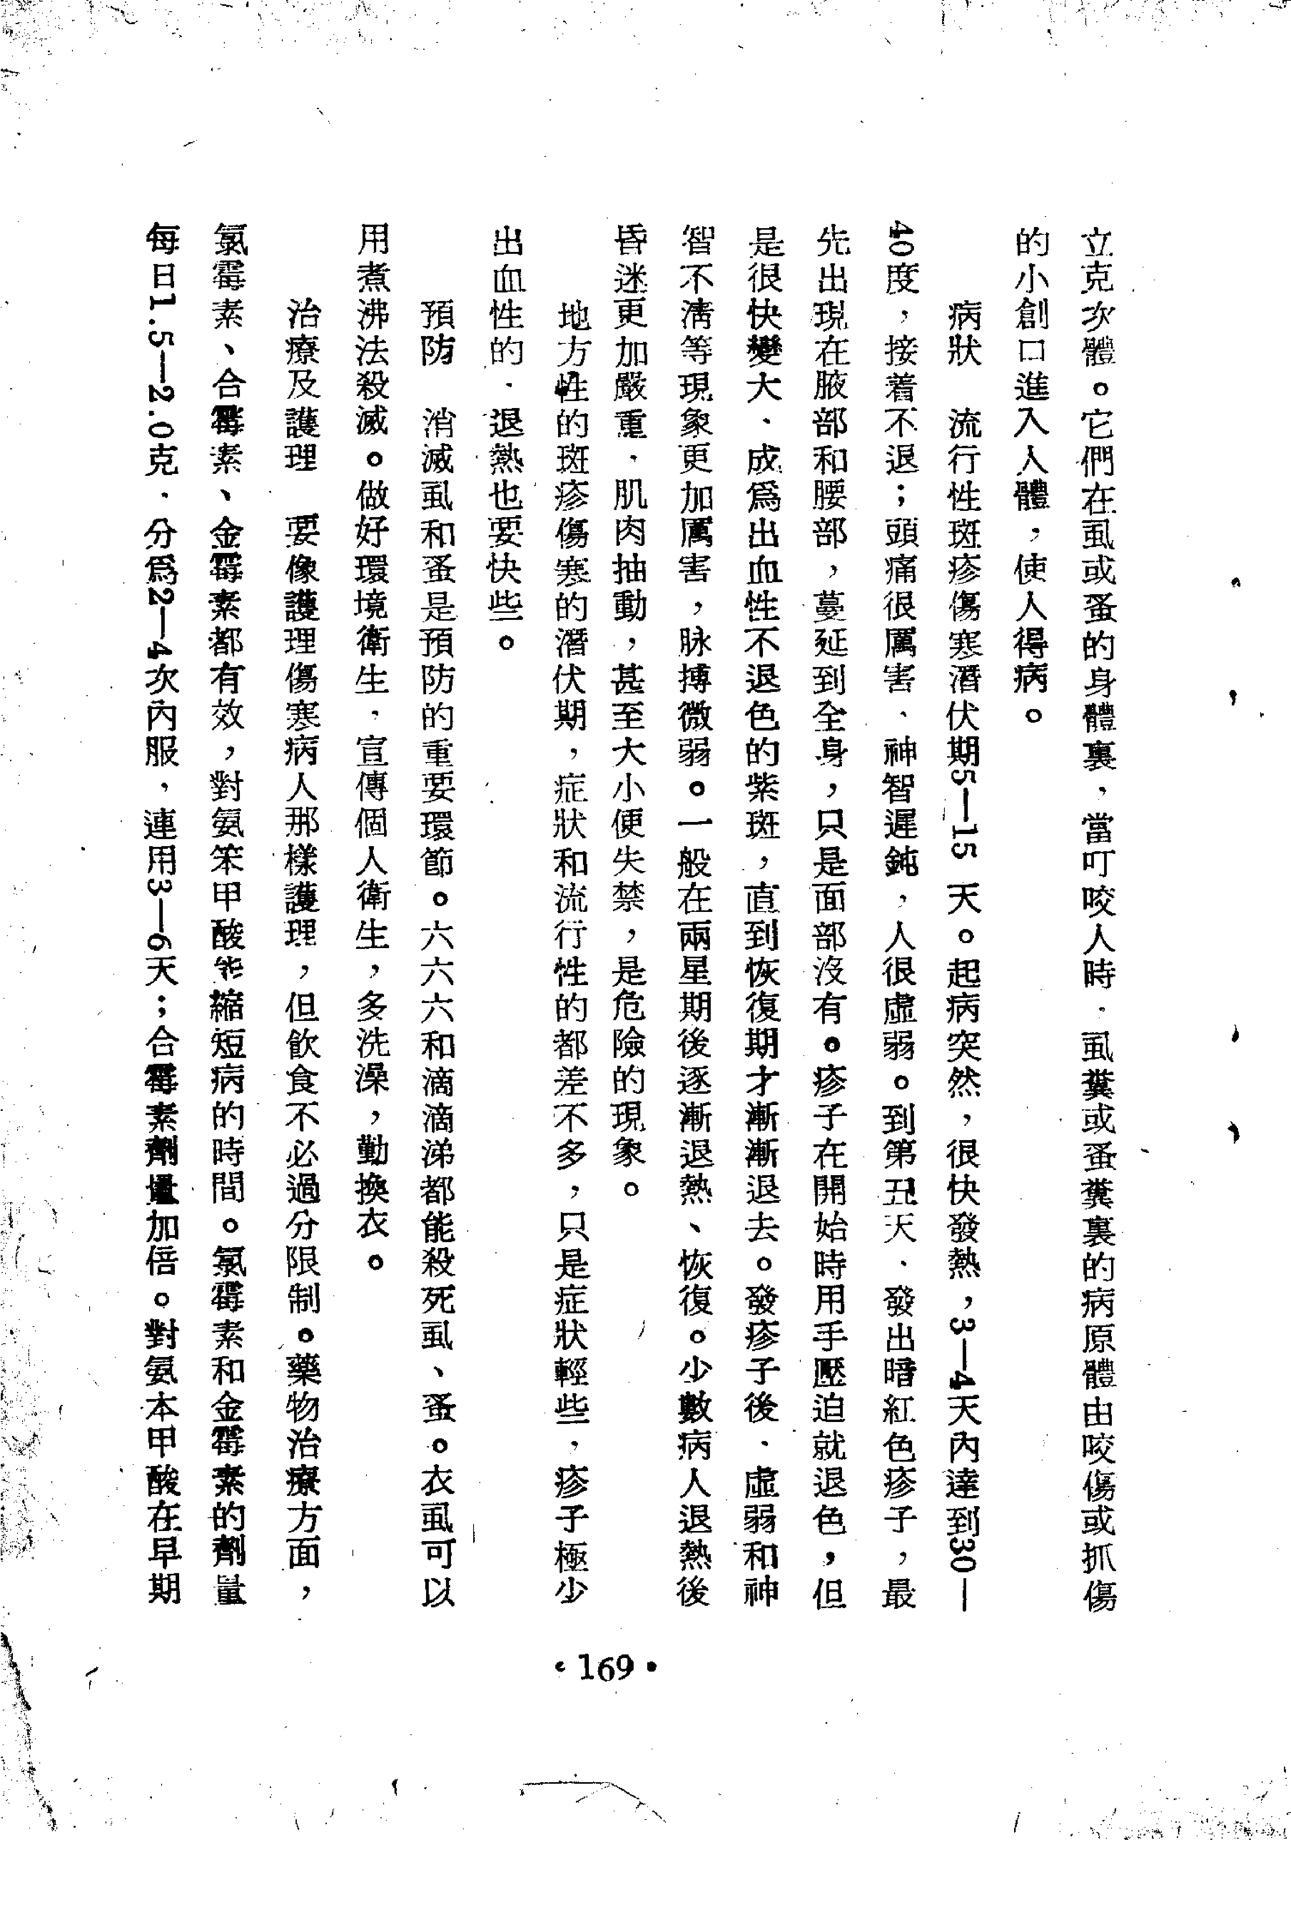 立克次體。它們在虱或蚤的身體裏，當叮咬人時，虱糞或蚤糞裏的病原體由咬傷或抓傷
的小創口進入人體，使人得病。
病狀　流行性斑疹傷寒潛伏期5—15天。起病突然，很快發熱，3—4天內達到30—
40度，接着不退；頭痛很厲害、神智遲鈍，人很虛弱。到第五天、發出暗紅色疹子，最
先出現在腋部和腰部，蔓延到全身，只是面部沒有。疹子在開始時用手壓迫就退色，但
是很快變大、成爲出血性不退色的紫斑，直到恢復期才漸漸退去。發疹子後、虛弱和神
智不清等現象更加厲害，脉搏微弱。一般在兩星期後逐漸退熱、恢復。少數病人退熱後
昏迷更加嚴重，肌肉抽動，甚至大小便失禁，是危險的現象。
地方性的斑疹傷寒的潛伏期，症狀和流行性的都差不多，只是症狀輕些，疹子極少
出血性的，退熱也要快些。
預防　消滅虱和蚤是預防的重要環節。六六六和滴滴涕都能殺死虱、蚤。衣虱可以
用煮沸法殺滅。做好環境衛生，宣傳個人衛生，多洗澡，勤換衣。
治療及護理　要像護理傷寒病人那樣護理，但飲食不必過分限制。藥物治療方面，
氯霉素、合霉素、金霉素都有效，對氨笨甲酸能縮短病的時間。氯霉素和金霉素的劑量
每日1.5—2.0克，分爲2—4次內服，連用3—6天；合霉素劑量加倍。對氨本甲酸在早期
• 169 •